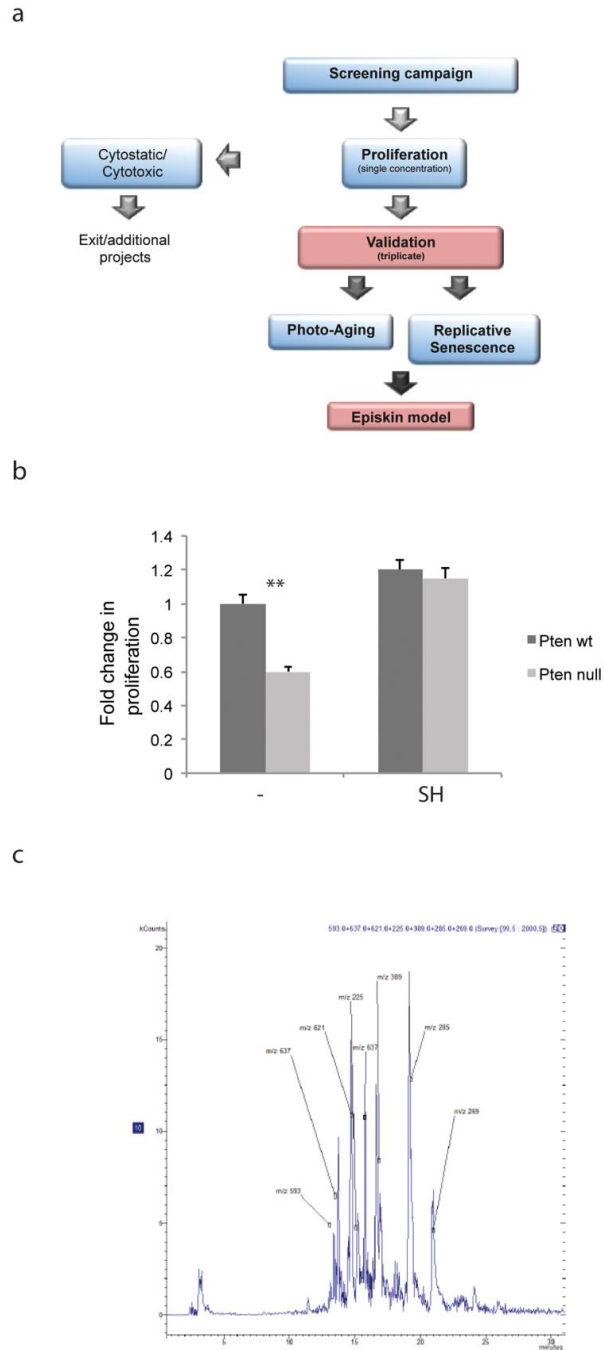 a
Screening campaign
Cytostatic/
Cytotoxic
Proliferation
(single concentration)
Exit/additional
projects
Validation
(triplicate)
Photo-Aging
Replicative
Senescence
Episkin model
b
Fold change in
proliferation
1.4
1.2
1
0.8
0.6
0.4
0.2
0
**
-
SH
Pten wt
Pten null
c
kCounts
593.0+637.0+621.0+225.0+389.0+285.0+269.0 (Survey [99.5 : 2000.5])
20
15
10
5
0
10
m/z 389
m/z 225
m/z 621
m/z 637
m/z 637
m/z 285
m/z 269
m/z 593
5
10
15
20
25
30
minutes